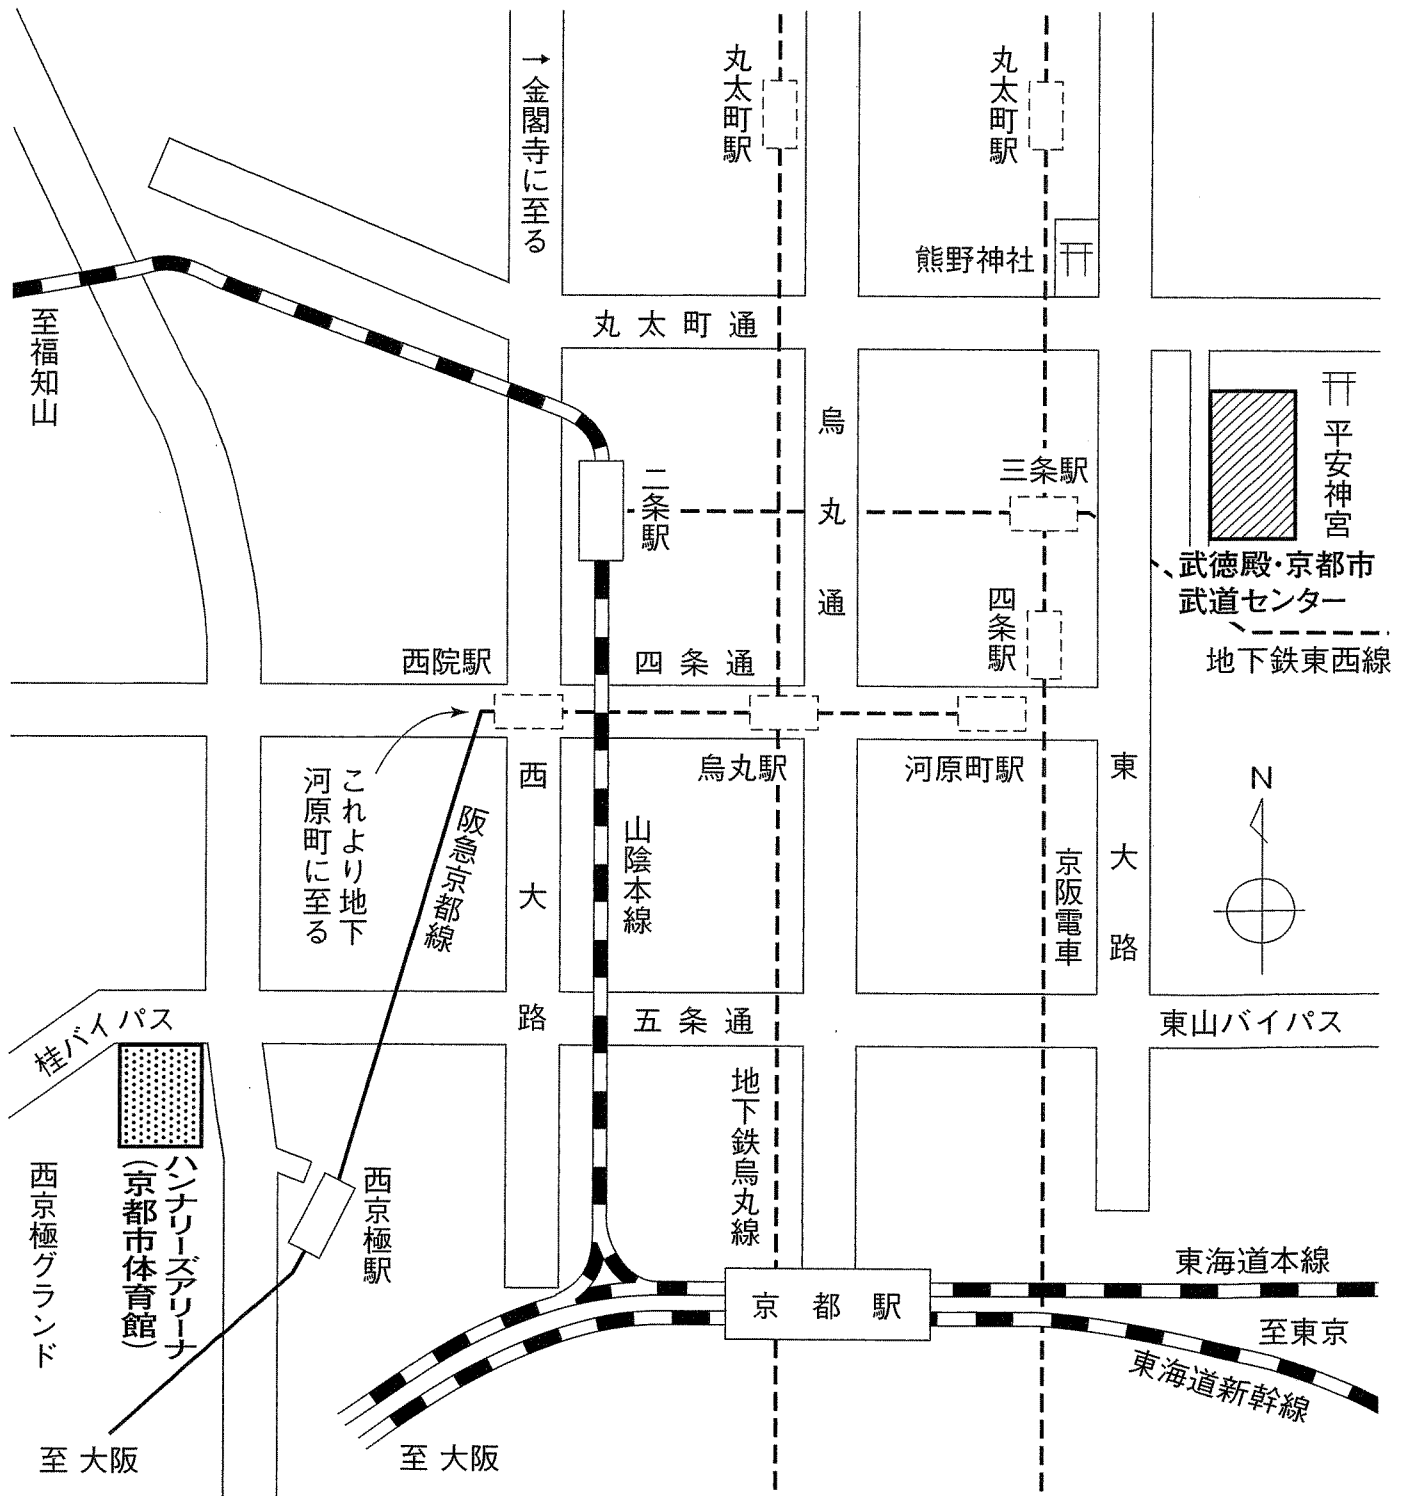 →金閣寺に至る
丸太町駅
丸太町駅
熊野神社
至福知山
丸太町通
烏丸通
二条駅
三条駅
平安神宮
武徳殿・京都市
武道センター
四条駅
地下鉄東西線
西院駅
四条通
烏丸駅
河原町駅
これより地下
河原町に至る
阪急京都線
西大路
山陰本線
京阪電車
東大路
N
桂バイパス
五条通
東山バイパス
地下鉄烏丸線
ハンナリーズアリーナ
(京都市体育館)
西京極グランド
西京極駅
京都駅
東海道本線
至東京
東海道新幹線
至 大阪
至 大阪